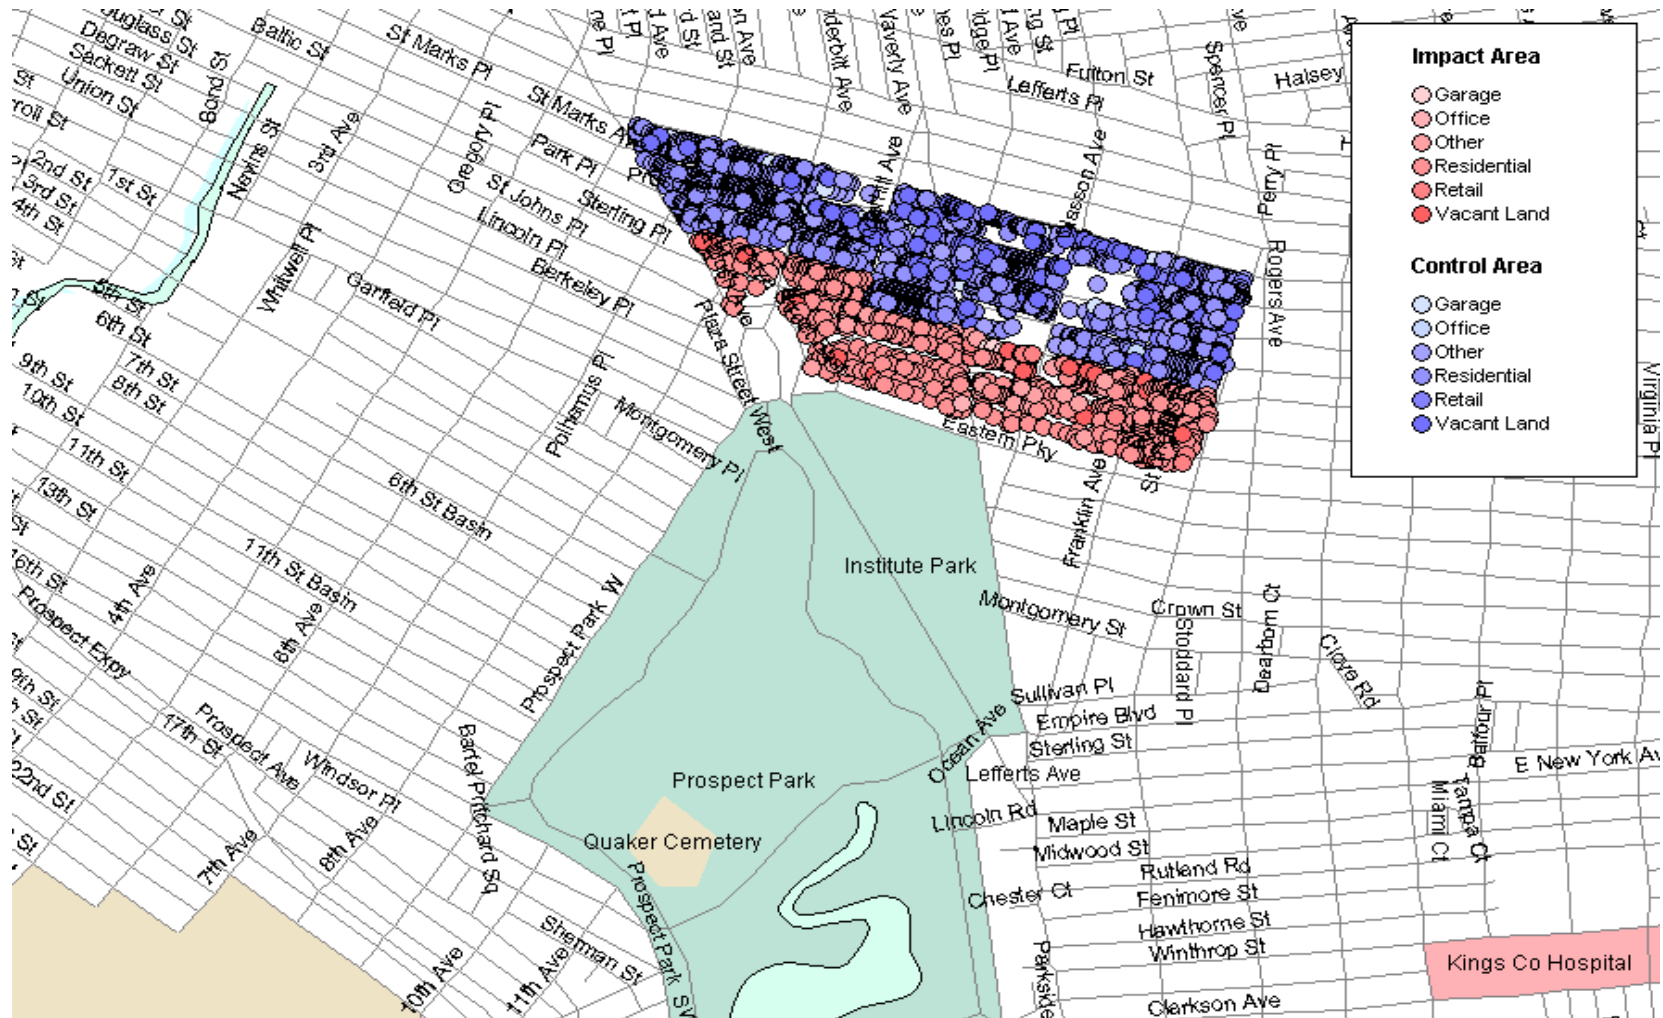 Douglass St
Degraw St
Sackett St
Union St
Bond St
Baltic St
St Marks Pl
St Marks Av
Park Pl
Gregory Pl
3rd Ave
Nevins St
2nd St
3rd St
4th St
1st St
St Johns Pl
Sterling Pl
Lincoln Pl
Berkeley Pl
Whitwell Pl
Garfield Pl
5th St
6th St
7th St
8th St
9th St
10th St
11th St
13th St
16th St
Polhemus Pl
Montgomery Pl
6th St Basin
11th St Basin
4th Ave
6th Ave
Prospect Expy
Prospect Park W
Plaza Street West
Waverly Ave
Fulton St
Lefferts Pl
Spencer Pl
Halsey
Perry Pl
Rogers Ave
Eastern Pky
Franklin Ave
Virginia Pl
Impact Area
Garage
Office
Other
Residential
Retail
Vacant Land
Control Area
Garage
Office
Other
Residential
Retail
Vacant Land
Institute Park
Montgomery St
Crown St
Stoddard Pl
Dearborn Ct
Clove Rd
Sullivan Pl
Empire Blvd
Sterling St
Ocean Ave
Lefferts Ave
Balfour Pl
E New York Av
Tampa Ct
Miami Ct
Prospect Park
Quaker Cemetery
Lincoln Rd
Maple St
Midwood St
Rutland Rd
Chester Ct
Fenimore St
Hawthorne St
Winthrop St
Parkside
Clarkson Ave
Kings Co Hospital
17th St
Prospect Ave
Windsor Pl
Bartel Pritchard Sq
22nd St
7th Ave
8th Ave
10th Ave
11th Ave
Sherman St
Prospect Park SW